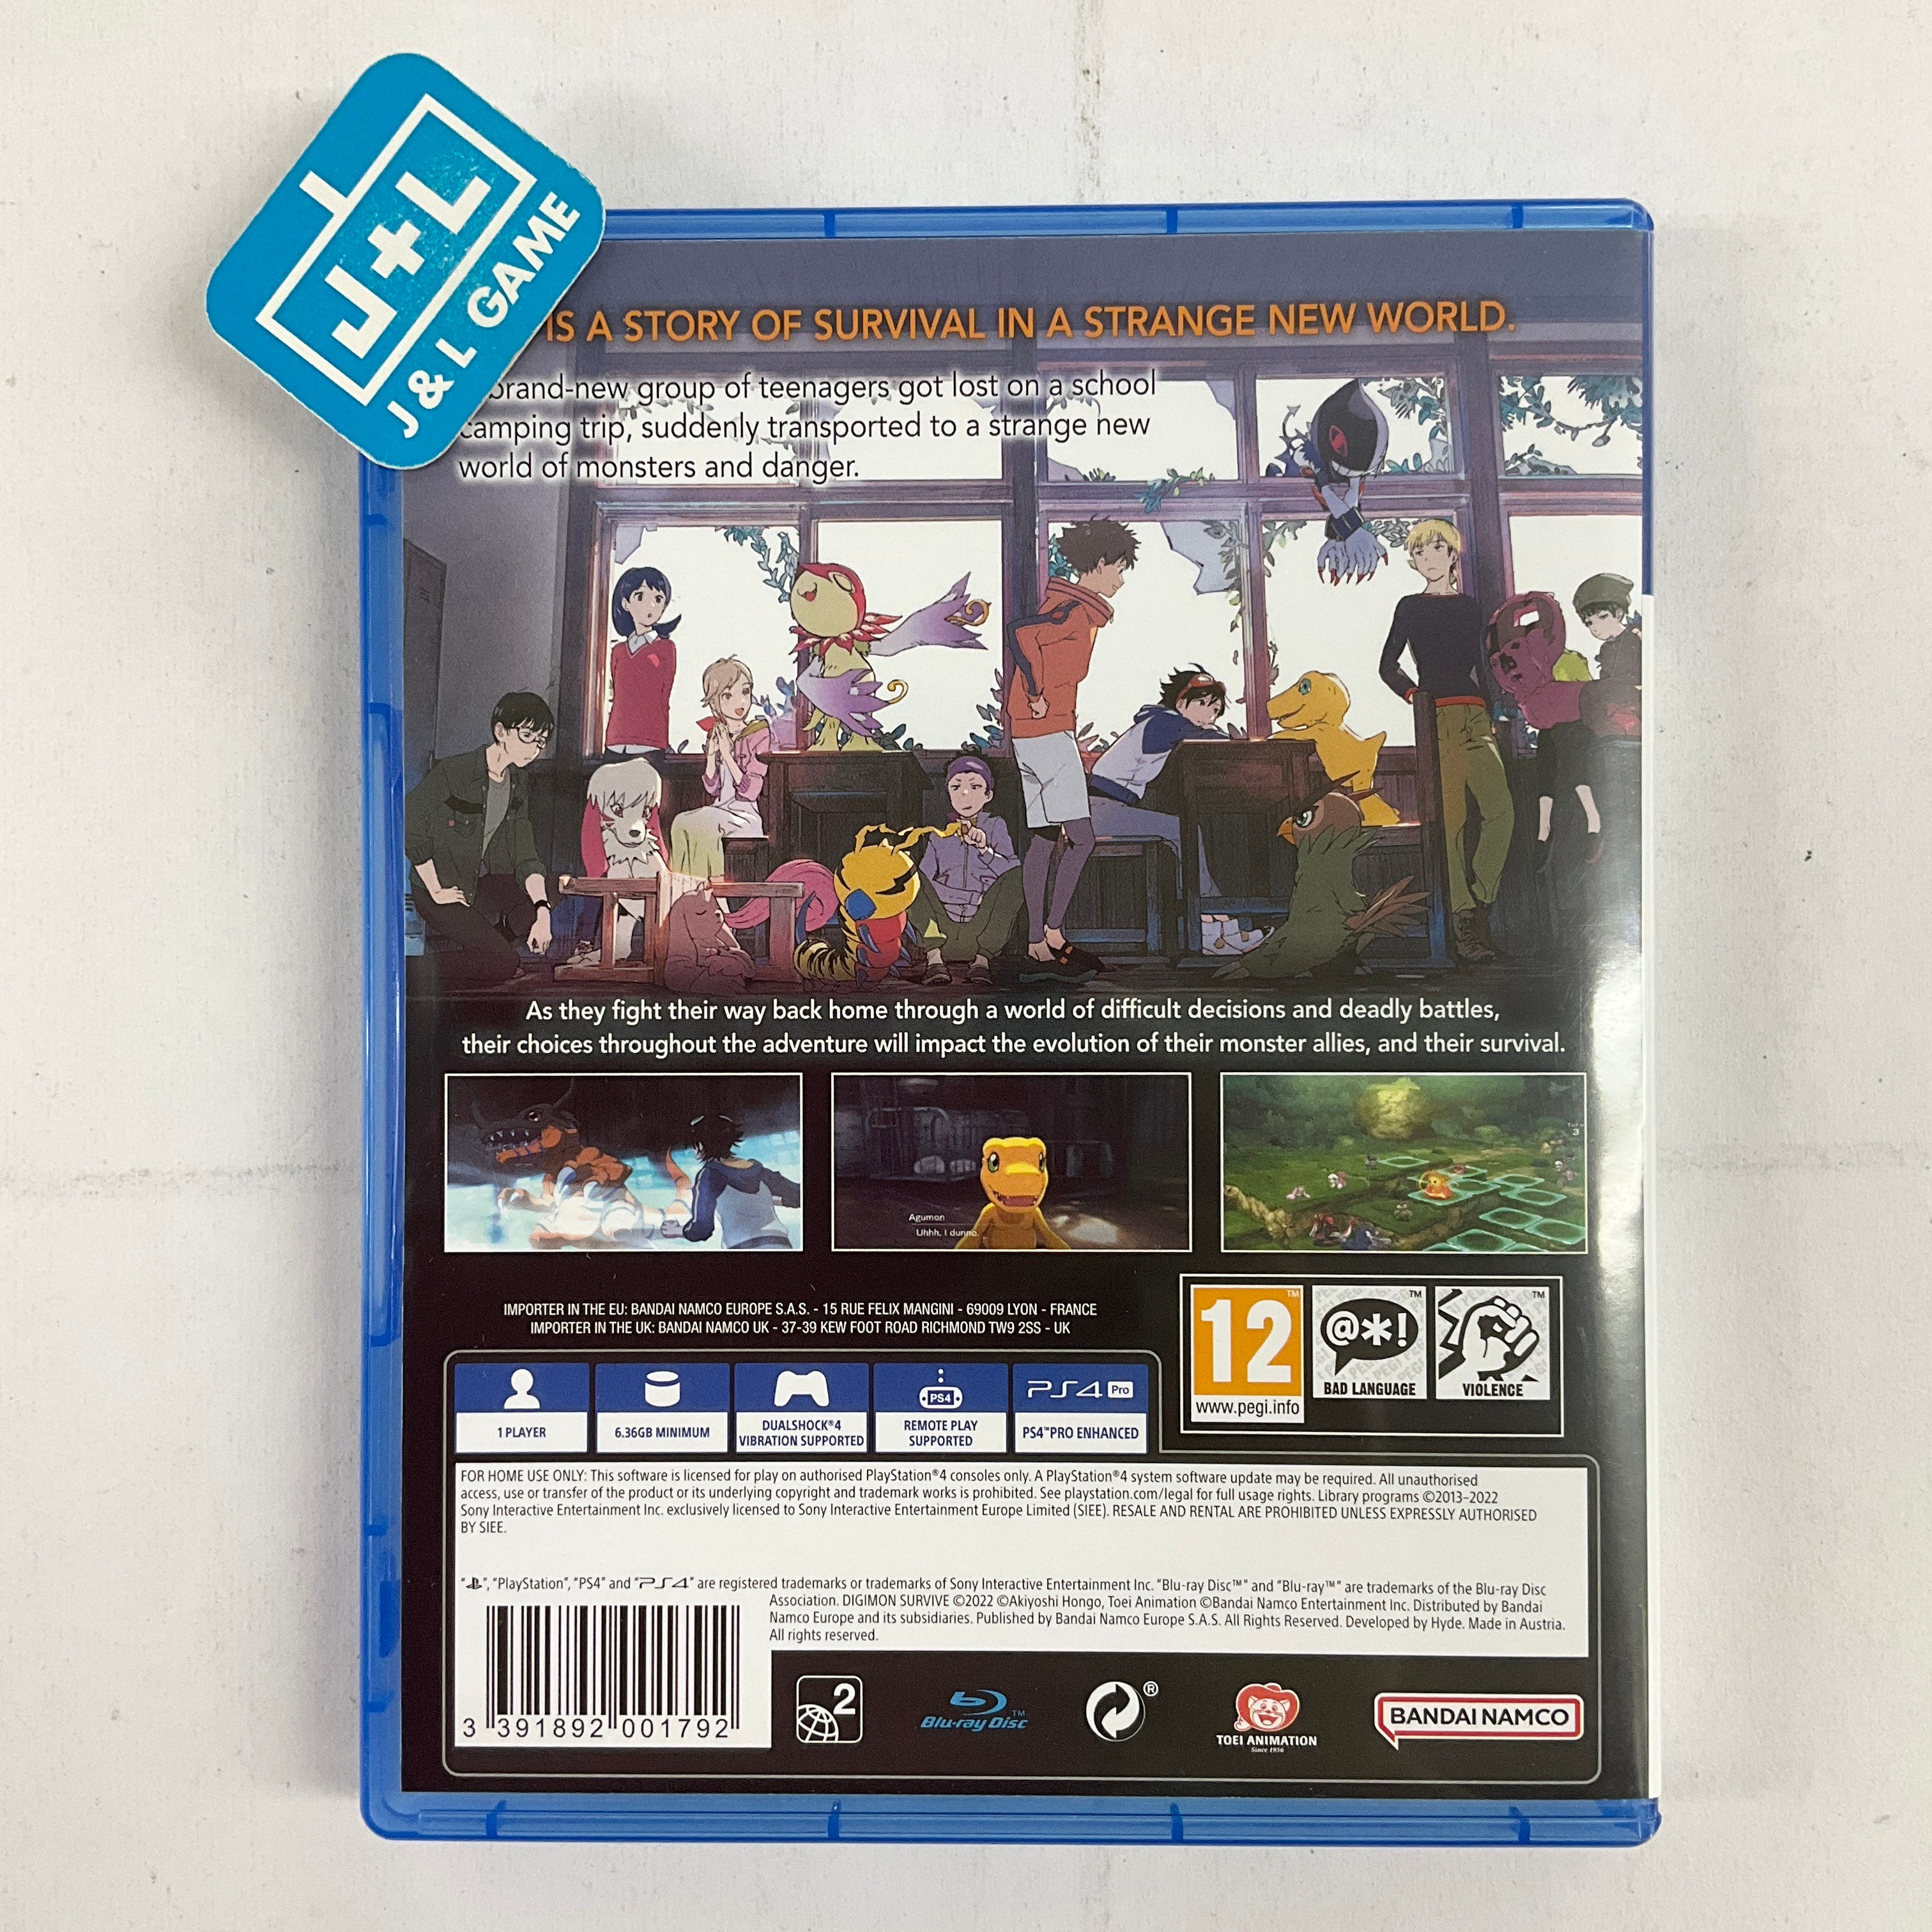 J+L
J & L GAME
IS A STORY OF SURVIVAL IN A STRANGE NEW WORLD.
brand-new group of teenagers got lost on a school
camping trip, suddenly transported to a strange new
world of monsters and danger.
As they fight their way back home through a world of difficult decisions and deadly battles,
their choices throughout the adventure will impact the evolution of their monster allies, and their survival.
Agumon
Uhhh, I dunno.
3
IMPORTER IN THE EU: BANDAI NAMCO EUROPE S.A.S. - 15 RUE FELIX MANGINI - 69009 LYON - FRANCE
IMPORTER IN THE UK: BANDAI NAMCO UK - 37-39 KEW FOOT ROAD RICHMOND TW9 2SS - UK
12™
www.pegi.info
@*!™
BAD LANGUAGE
™
VIOLENCE
1 PLAYER
6.36GB MINIMUM
DUALSHOCK®4
VIBRATION SUPPORTED
PS4
REMOTE PLAY
SUPPORTED
PS4 Pro
PS4™PRO ENHANCED
FOR HOME USE ONLY: This software is licensed for play on authorised PlayStation®4 consoles only. A PlayStation®4 system software update may be required. All unauthorised
access, use or transfer of the product or its underlying copyright and trademark works is prohibited. See playstation.com/legal for full usage rights. Library programs ©2013-2022
Sony Interactive Entertainment Inc. exclusively licensed to Sony Interactive Entertainment Europe Limited (SIEE). RESALE AND RENTAL ARE PROHIBITED UNLESS EXPRESSLY AUTHORISED
BY SIEE.
"", "PlayStation", "PS4" and "PS4" are registered trademarks or trademarks of Sony Interactive Entertainment Inc. "Blu-ray Disc™" and "Blu-ray™" are trademarks of the Blu-ray Disc
Association. DIGIMON SURVIVE ©2022 ©Akiyoshi Hongo, Toei Animation ©Bandai Namco Entertainment Inc. Distributed by Bandai
Namco Europe and its subsidiaries. Published by Bandai Namco Europe S.A.S. All Rights Reserved. Developed by Hyde. Made in Austria.
All rights reserved.
3 391892 001792
2
Blu-ray Disc™
®
TOEI ANIMATION
Since 1956
BANDAI NAMCO